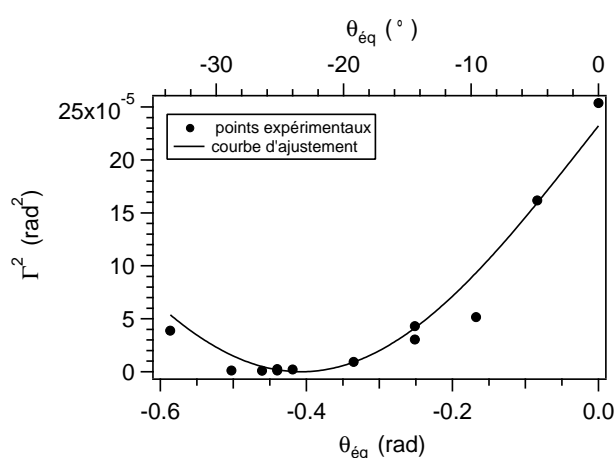 θéq ( ° )
-30 -20 -10 0
25x10-5
20
15
10
5
0
Γ2 (rad2)
points expérimentaux
courbe d'ajustement
-0.6 -0.4 -0.2 0.0
θéq (rad)